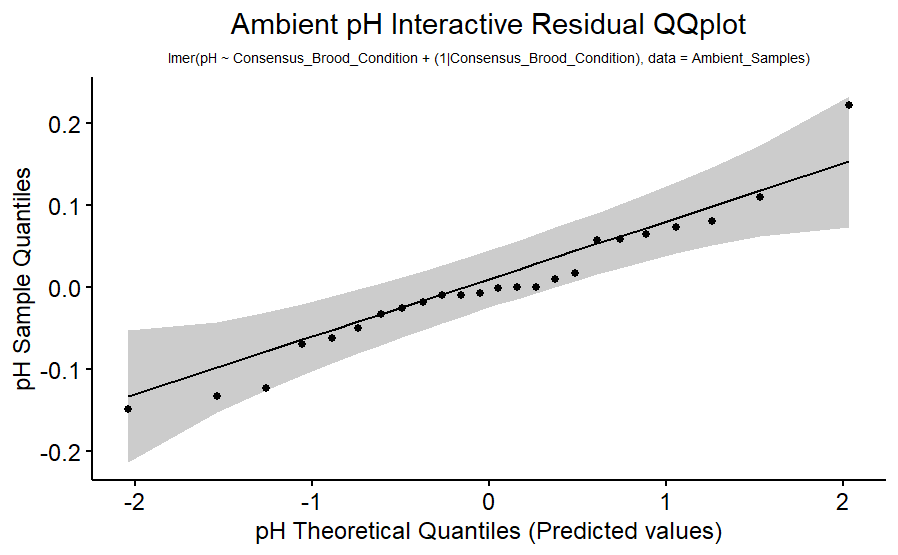 Ambient pH Interactive Residual QQplot
lmer(pH ~ Consensus_Brood_Condition + (1|Consensus_Brood_Condition), data = Ambient_Samples)
pH Sample Quantiles
0.2
0.1
0.0
-0.1
-0.2
-2
-1
0
1
2
pH Theoretical Quantiles (Predicted values)